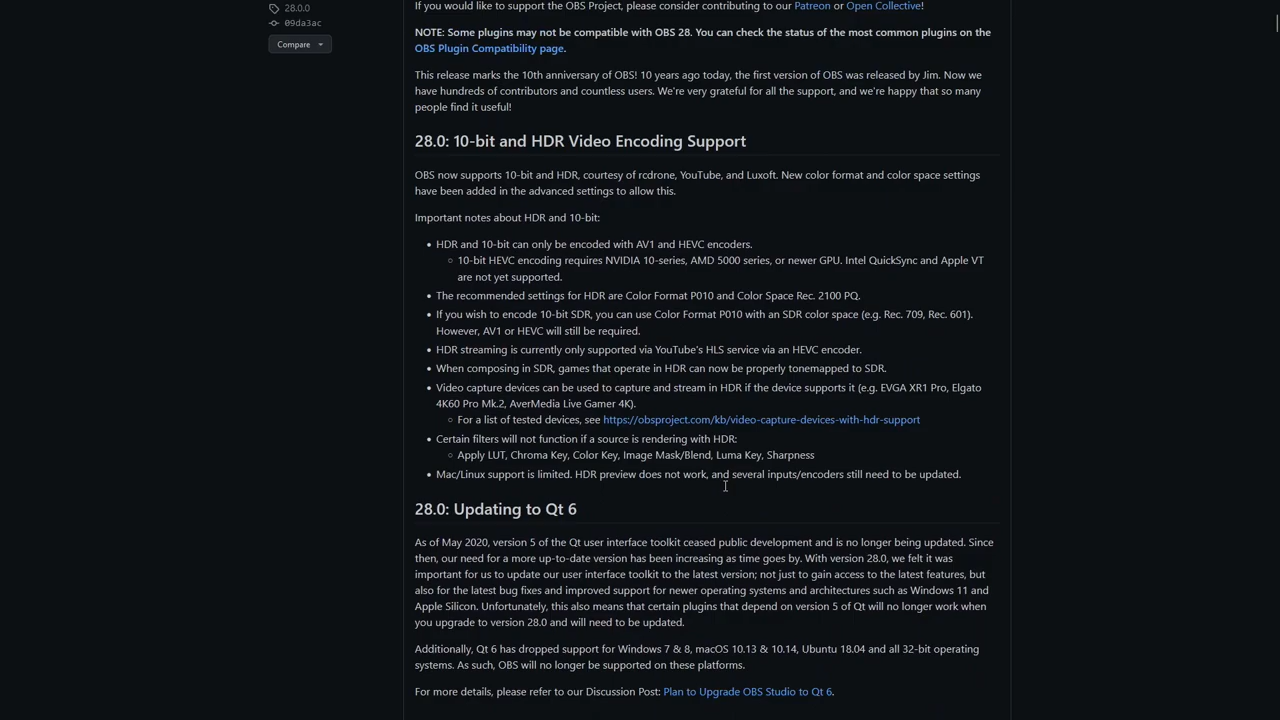 28.0.0
09da3ac
Compare
If you would like to support the OBS Project, please consider contributing to our Patreon or Open Collective!
NOTE: Some plugins may not be compatible with OBS 28. You can check the status of the most common plugins on the
OBS Plugin Compatibility page.
This release marks the 10th anniversary of OBS! 10 years ago today, the first version of OBS was released by Jim. Now we
have hundreds of contributors and countless users. We're very grateful for all the support, and we're happy that so many
people find it useful!
28.0: 10-bit and HDR Video Encoding Support
OBS now supports 10-bit and HDR, courtesy of rcdrone, YouTube, and Luxoft. New color format and color space settings
have been added in the advanced settings to allow this.
Important notes about HDR and 10-bit:
• HDR and 10-bit can only be encoded with AV1 and HEVC encoders.
○ 10-bit HEVC encoding requires NVIDIA 10-series, AMD 5000 series, or newer GPU. Intel QuickSync and Apple VT
are not yet supported.
• The recommended settings for HDR are Color Format P010 and Color Space Rec. 2100 PQ.
• If you wish to encode 10-bit SDR, you can use Color Format P010 with an SDR color space (e.g. Rec. 709, Rec. 601).
However, AV1 or HEVC will still be required.
• HDR streaming is currently only supported via YouTube's HLS service via an HEVC encoder.
• When composing in SDR, games that operate in HDR can now be properly tonemapped to SDR.
• Video capture devices can be used to capture and stream in HDR if the device supports it (e.g. EVGA XR1 Pro, Elgato
4K60 Pro Mk.2, AverMedia Live Gamer 4K).
○ For a list of tested devices, see https://obsproject.com/kb/video-capture-devices-with-hdr-support
• Certain filters will not function if a source is rendering with HDR:
○ Apply LUT, Chroma Key, Color Key, Image Mask/Blend, Luma Key, Sharpness
• Mac/Linux support is limited. HDR preview does not work, and several inputs/encoders still need to be updated.
28.0: Updating to Qt 6
As of May 2020, version 5 of the Qt user interface toolkit ceased public development and is no longer being updated. Since
then, our need for a more up-to-date version has been increasing as time goes by. With version 28.0, we felt it was
important for us to update our user interface toolkit to the latest version; not just to gain access to the latest features, but
also for the latest bug fixes and improved support for newer operating systems and architectures such as Windows 11 and
Apple Silicon. Unfortunately, this also means that certain plugins that depend on version 5 of Qt will no longer work when
you upgrade to version 28.0 and will need to be updated.
Additionally, Qt 6 has dropped support for Windows 7 & 8, macOS 10.13 & 10.14, Ubuntu 18.04 and all 32-bit operating
systems. As such, OBS will no longer be supported on these platforms.
For more details, please refer to our Discussion Post: Plan to Upgrade OBS Studio to Qt 6.